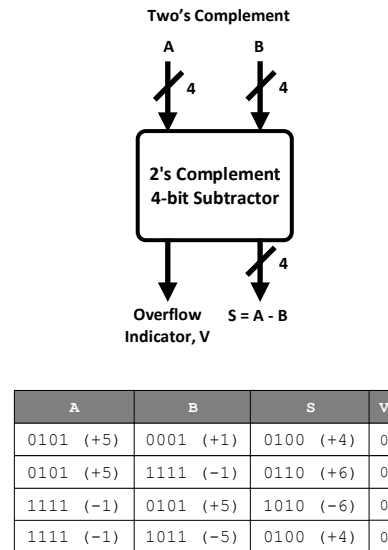 Two's Complement
A B
4 4
2's Complement
4-bit Subtractor
4
Overflow S = A - B
Indicator, V
A B S V
0101 (+5) 0001 (+1) 0100 (+4) 0
0101 (+5) 1111 (-1) 0110 (+6) 0
1111 (-1) 0101 (+5) 1010 (-6) 0
1111 (-1) 1011 (-5) 0100 (+4) 0